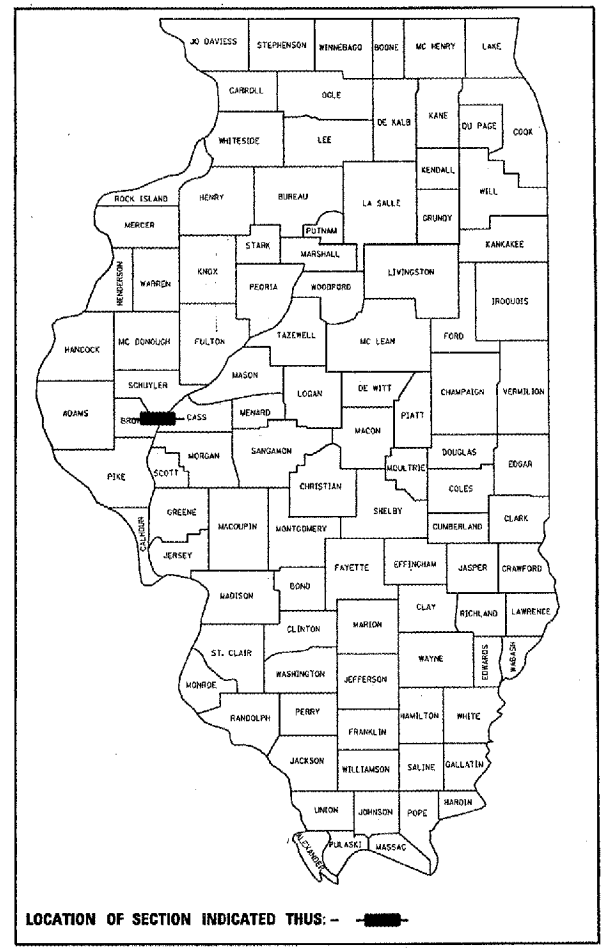 JO DAVIESS
STEPHENSON
WINNEBAGO
BOONE
MC HENRY
LAKE
CARROLL
OGLE
DE KALB
KANE
DU PAGE
COOK
WHITESIDE
LEE
KENDALL
WILL
ROCK ISLAND
HENRY
BUREAU
LA SALLE
GRUNDY
MERCER
PUTNAM
STARK
MARSHALL
KANKAKEE
HENDERSON
WARREN
KNOX
PEORIA
WOODFORD
LIVINGSTON
IROQUOIS
HANCOCK
MC DONOUGH
FULTON
TAZEWELL
MC LEAN
FORD
SCHUYLER
MASON
LOGAN
DE WITT
CHAMPAIGN
VERMILION
ADAMS
BROW
CASS
MENARD
MACON
PIATT
PIKE
SCOTT
MORGAN
SANGAMON
CHRISTIAN
MOULTRIE
DOUGLAS
EDGAR
COLES
CALHOUR
GREENE
MACOUPIN
MONTGOMERY
SHELBY
CUMBERLAND
CLARK
JERSEY
FAYETTE
EFFINGHAM
JASPER
CRAWFORD
MADISON
BOND
CLAY
RICHLAND
LAWRENCE
CLINTON
MARION
ST. CLAIR
WAYNE
EDWARDS
WABASH
MONROE
WASHINGTON
JEFFERSON
RANDOLPH
PERRY
HAMILTON
WHITE
FRANKLIN
JACKSON
WILLIAMSON
SALINE
GALLATIN
UNION
JOHNSON
POPE
HARDIN
ALEXANDER
PULASKI
MASSAC
LOCATION OF SECTION INDICATED THUS: -